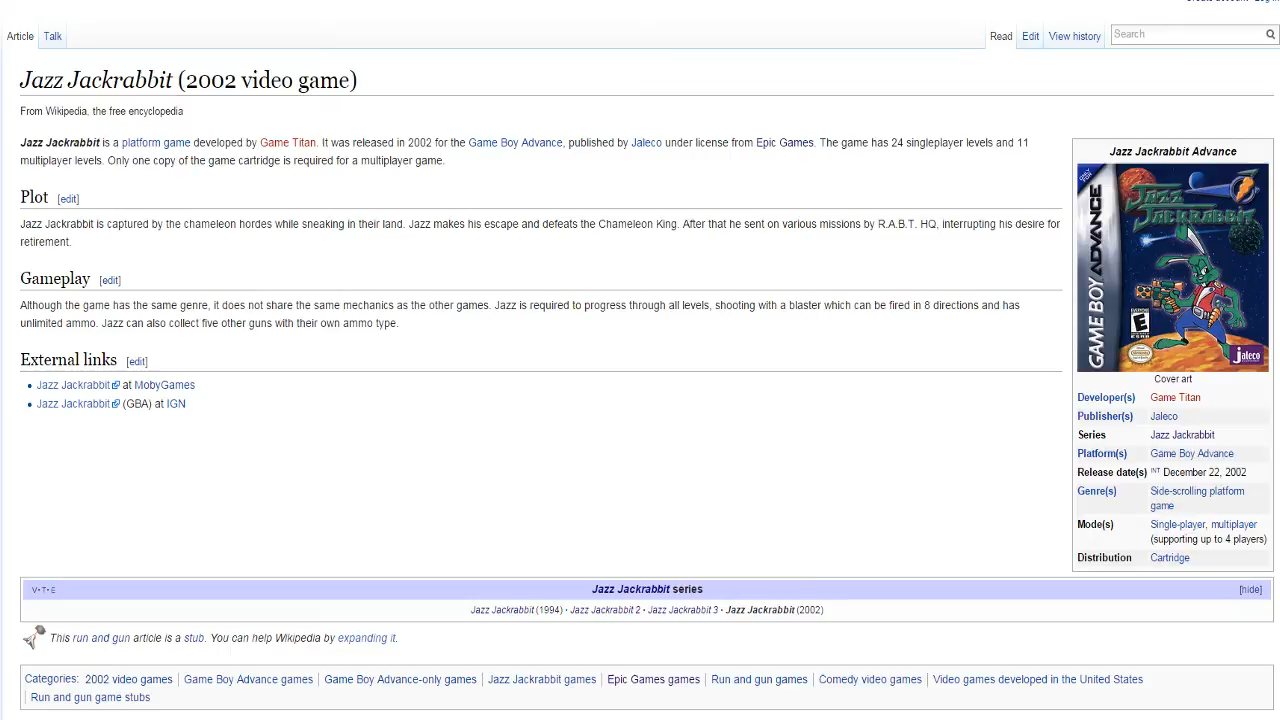 Article Talk Read Edit View history Search
Jazz Jackrabbit (2002 video game)
From Wikipedia, the free encyclopedia
Jazz Jackrabbit is a platform game developed by Game Titan. It was released in 2002 for the Game Boy Advance, published by Jaleco under license from Epic Games. The game has 24 singleplayer levels and 11
multiplayer levels. Only one copy of the game cartridge is required for a multiplayer game.
Plot [edit]
Jazz Jackrabbit is captured by the chameleon hordes while sneaking in their land. Jazz makes his escape and defeats the Chameleon King. After that he sent on various missions by R.A.B.T. HQ, interrupting his desire for
retirement.
Gameplay [edit]
Although the game has the same genre, it does not share the same mechanics as the other games. Jazz is required to progress through all levels, shooting with a blaster which can be fired in 8 directions and has
unlimited ammo. Jazz can also collect five other guns with their own ammo type.
External links [edit]
Jazz Jackrabbit at MobyGames
Jazz Jackrabbit (GBA) at IGN
Jazz Jackrabbit Advance
ONLY FOR
GAME BOY ADVANCE
JAZZ
JACKRABBIT
E
jaleco
Cover art
Developer(s) Game Titan
Publisher(s) Jaleco
Series Jazz Jackrabbit
Platform(s) Game Boy Advance
Release date(s) INT December 22, 2002
Genre(s) Side-scrolling platform
game
Mode(s) Single-player, multiplayer
(supporting up to 4 players)
Distribution Cartridge
V • T • E Jazz Jackrabbit series [hide]
Jazz Jackrabbit (1994) · Jazz Jackrabbit 2 · Jazz Jackrabbit 3 · Jazz Jackrabbit (2002)
This run and gun article is a stub. You can help Wikipedia by expanding it.
Categories: 2002 video games | Game Boy Advance games | Game Boy Advance-only games | Jazz Jackrabbit games | Epic Games games | Run and gun games | Comedy video games | Video games developed in the United States
| Run and gun game stubs